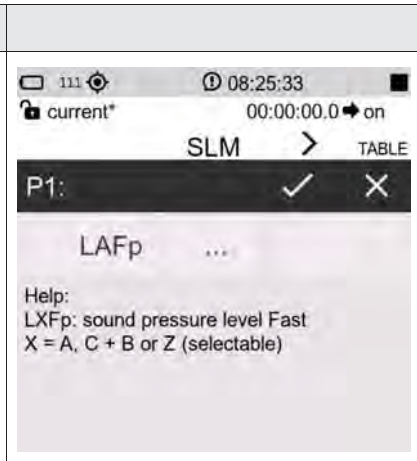 111 08:25:33
current* 00:00:00.0 on
SLM > TABLE
P1:
LAFp ...
Help:
LXFp: sound pressure level Fast
X = A, C + B or Z (selectable)